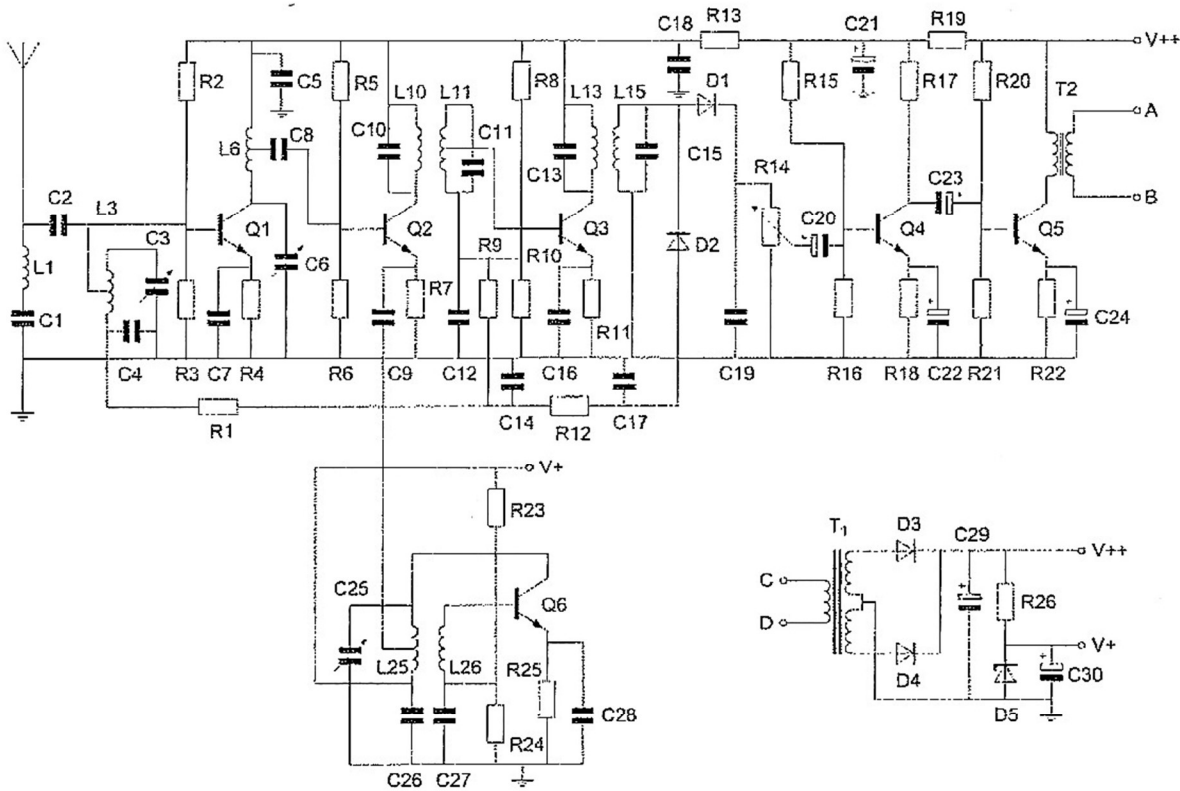 C18 R13 C21 R19
V++
R2 C5 R5 L10 L11 R8 L13 L15 D1 R15 R17 R20 T2
A
C8 C10 C11
L6 C13 C15 R14 C23
C2 L3 C20 B
C3 Q1 Q2 Q3 Q4 Q5
L1 C6 R9 R10 D2
R7
C1 R11 C24
C4 R3 C7 R4 R6 C9 C12 C16 C19 R16 R18 C22 R21 R22
R1 C14 R12 C17
V+
R23
T1 D3 C29
V++
C25 C
Q6 R26
D
V+
L25 L26 R25 D4 C30
C28 D5
R24
C26 C27